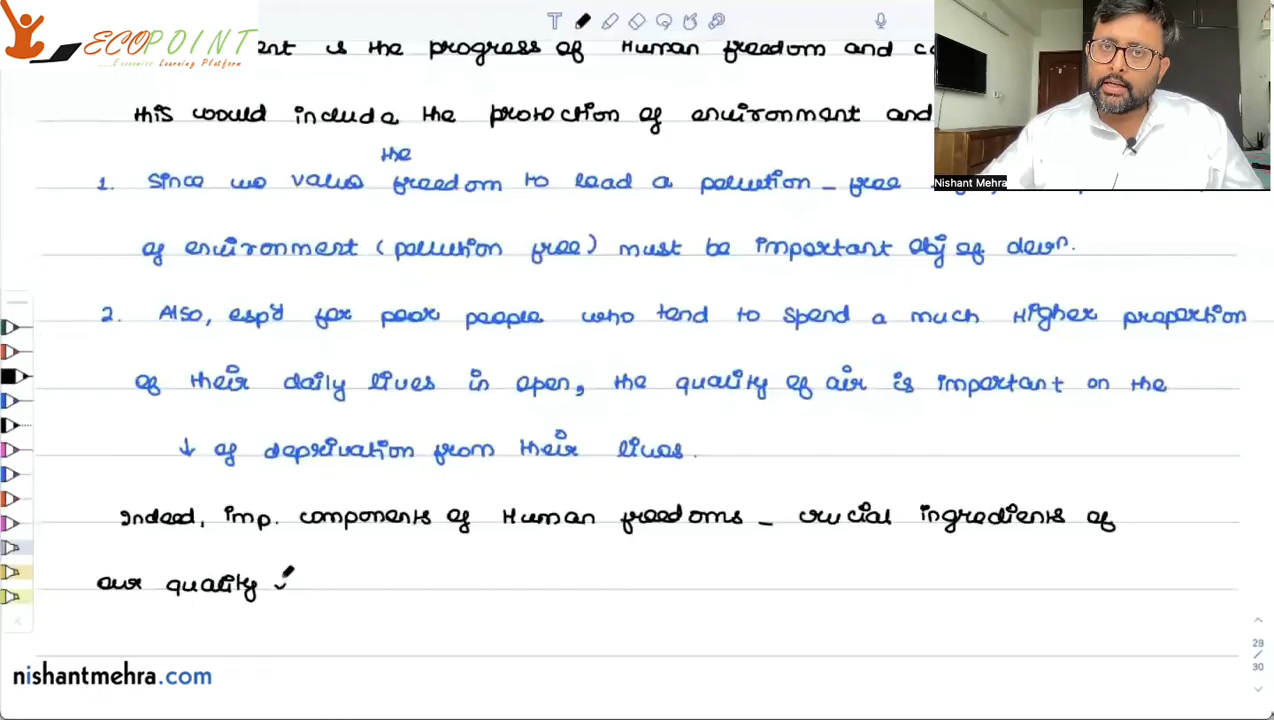 ECOPOINT
....Economics Learning Platform
ent is the progress of Human freedom and
this would include the protection of environment and
the
1. Since we value freedom to lead a pollution - free
of environment (pollution free) must be important obj of devn.
2. Also, esp'd for poor people who tend to spend a much Higher proportion
of their daily lives in open, the quality of air is important on the
↓ of deprivation from their lives.
Indeed, imp. components of Human freedoms - crucial ingredients of
our quality
Nishant Mehra
29
/
30
nishantmehra.com